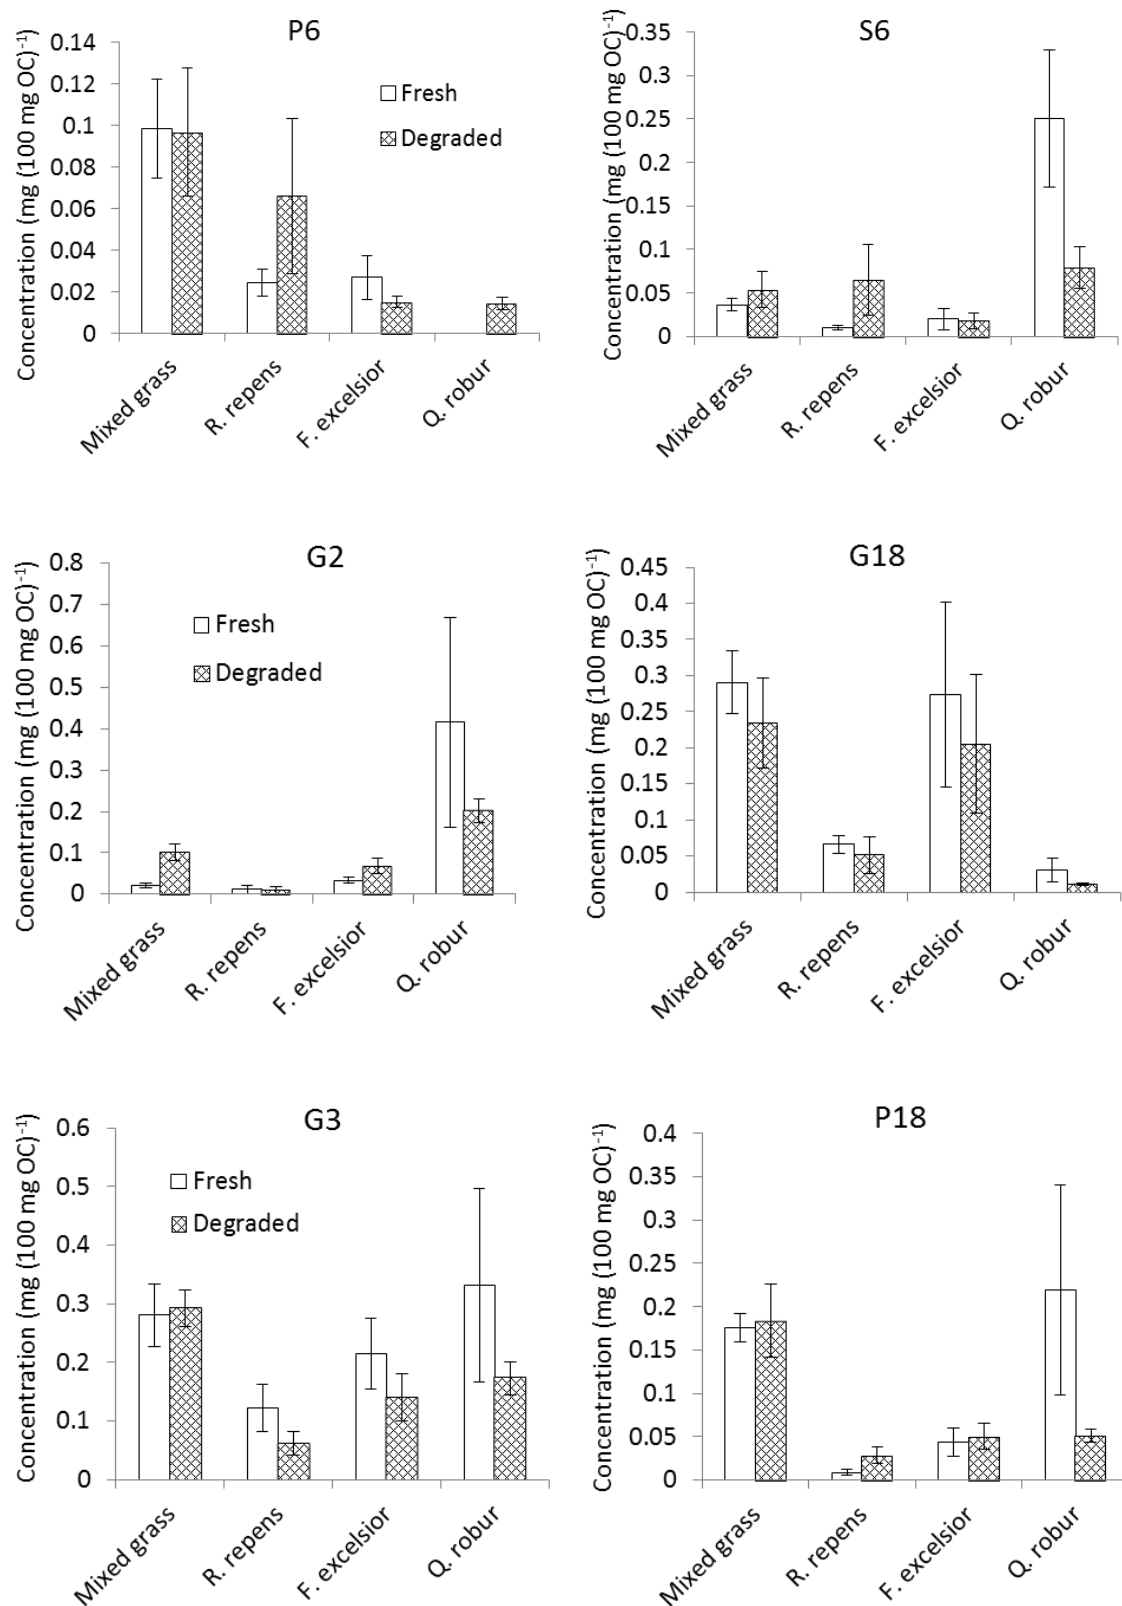 P6
Concentration (mg (100 mg OC)⁻¹)
0.14
0.12
0.1
0.08
0.06
0.04
0.02
0
Fresh
Degraded
Mixed grass
R. repens
F. excelsior
Q. robur
S6
Concentration (mg (100 mg OC)⁻¹)
0.35
0.3
0.25
0.2
0.15
0.1
0.05
0
Mixed grass
R. repens
F. excelsior
Q. robur
G2
Concentration (mg (100 mg OC)⁻¹)
0.8
0.7
0.6
0.5
0.4
0.3
0.2
0.1
0
Fresh
Degraded
Mixed grass
R. repens
F. excelsior
Q. robur
G18
Concentration (mg (100 mg OC)⁻¹)
0.45
0.4
0.35
0.3
0.25
0.2
0.15
0.1
0.05
0
Mixed grass
R. repens
F. excelsior
Q. robur
G3
Concentration (mg (100 mg OC)⁻¹)
0.6
0.5
0.4
0.3
0.2
0.1
0
Fresh
Degraded
Mixed grass
R. repens
F. excelsior
Q. robur
P18
Concentration (mg (100 mg OC)⁻¹)
0.4
0.35
0.3
0.25
0.2
0.15
0.1
0.05
0
Mixed grass
R. repens
F. excelsior
Q. robur